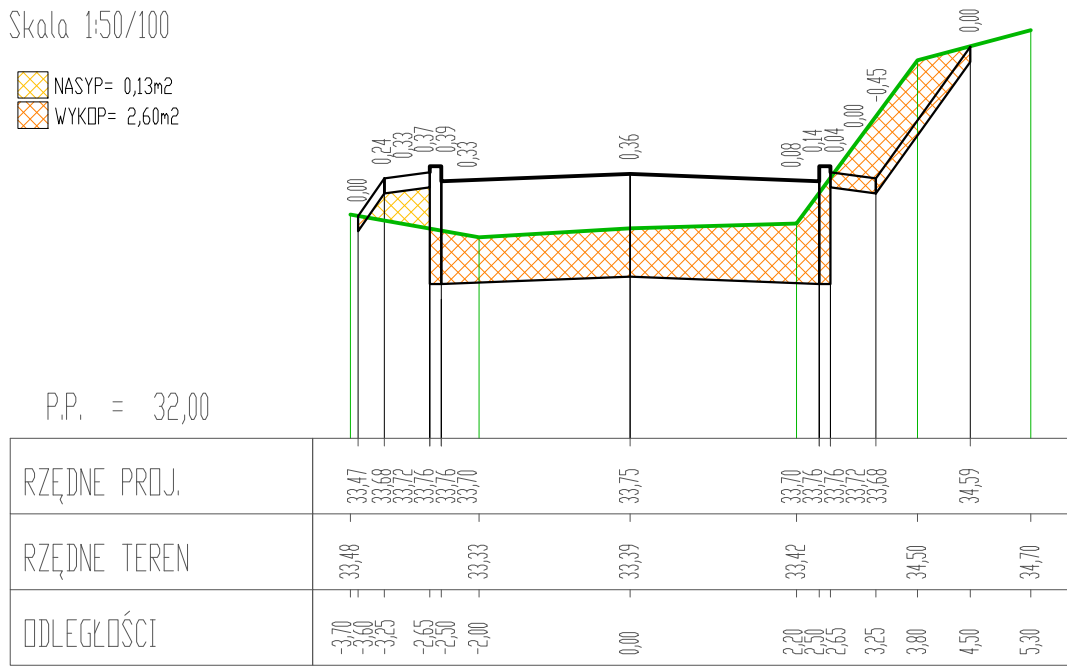 Skala 1:50/100
NASYP= 0,13m2
WYKOP= 2,60m2
0,00 0,24 0,33 0,37 0,39 0,33 0,36 0,08 0,14 0,04 0,00 -0,45 0,00
P.P. = 32,00
RZĘDNE PROJ. 33,47 33,68 33,72 33,76 33,76 33,70 33,75 33,70 33,76 33,76 33,72 33,68 34,59
RZĘDNE TEREN 33,48 33,33 33,39 33,42 34,50 34,70
ODLEGŁOŚCI -3,70 -3,60 -3,25 -2,65 -2,50 -2,00 0,00 2,20 2,50 2,65 3,25 3,80 4,50 5,30